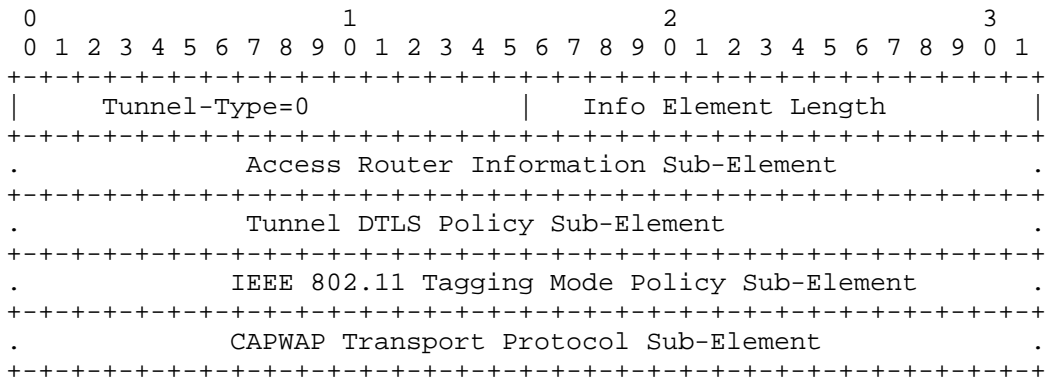 0                   1                   2                   3
0 1 2 3 4 5 6 7 8 9 0 1 2 3 4 5 6 7 8 9 0 1 2 3 4 5 6 7 8 9 0 1
+-+-+-+-+-+-+-+-+-+-+-+-+-+-+-+-+-+-+-+-+-+-+-+-+-+-+-+-+-+-+-+-+
|     Tunnel-Type=0             |   Info Element Length         |
+-+-+-+-+-+-+-+-+-+-+-+-+-+-+-+-+-+-+-+-+-+-+-+-+-+-+-+-+-+-+-+-+
.              Access Router Information Sub-Element            .
+-+-+-+-+-+-+-+-+-+-+-+-+-+-+-+-+-+-+-+-+-+-+-+-+-+-+-+-+-+-+-+-+
.              Tunnel DTLS Policy Sub-Element                   .
+-+-+-+-+-+-+-+-+-+-+-+-+-+-+-+-+-+-+-+-+-+-+-+-+-+-+-+-+-+-+-+-+
.             IEEE 802.11 Tagging Mode Policy Sub-Element       .
+-+-+-+-+-+-+-+-+-+-+-+-+-+-+-+-+-+-+-+-+-+-+-+-+-+-+-+-+-+-+-+-+
.             CAPWAP Transport Protocol Sub-Element             .
+-+-+-+-+-+-+-+-+-+-+-+-+-+-+-+-+-+-+-+-+-+-+-+-+-+-+-+-+-+-+-+-+